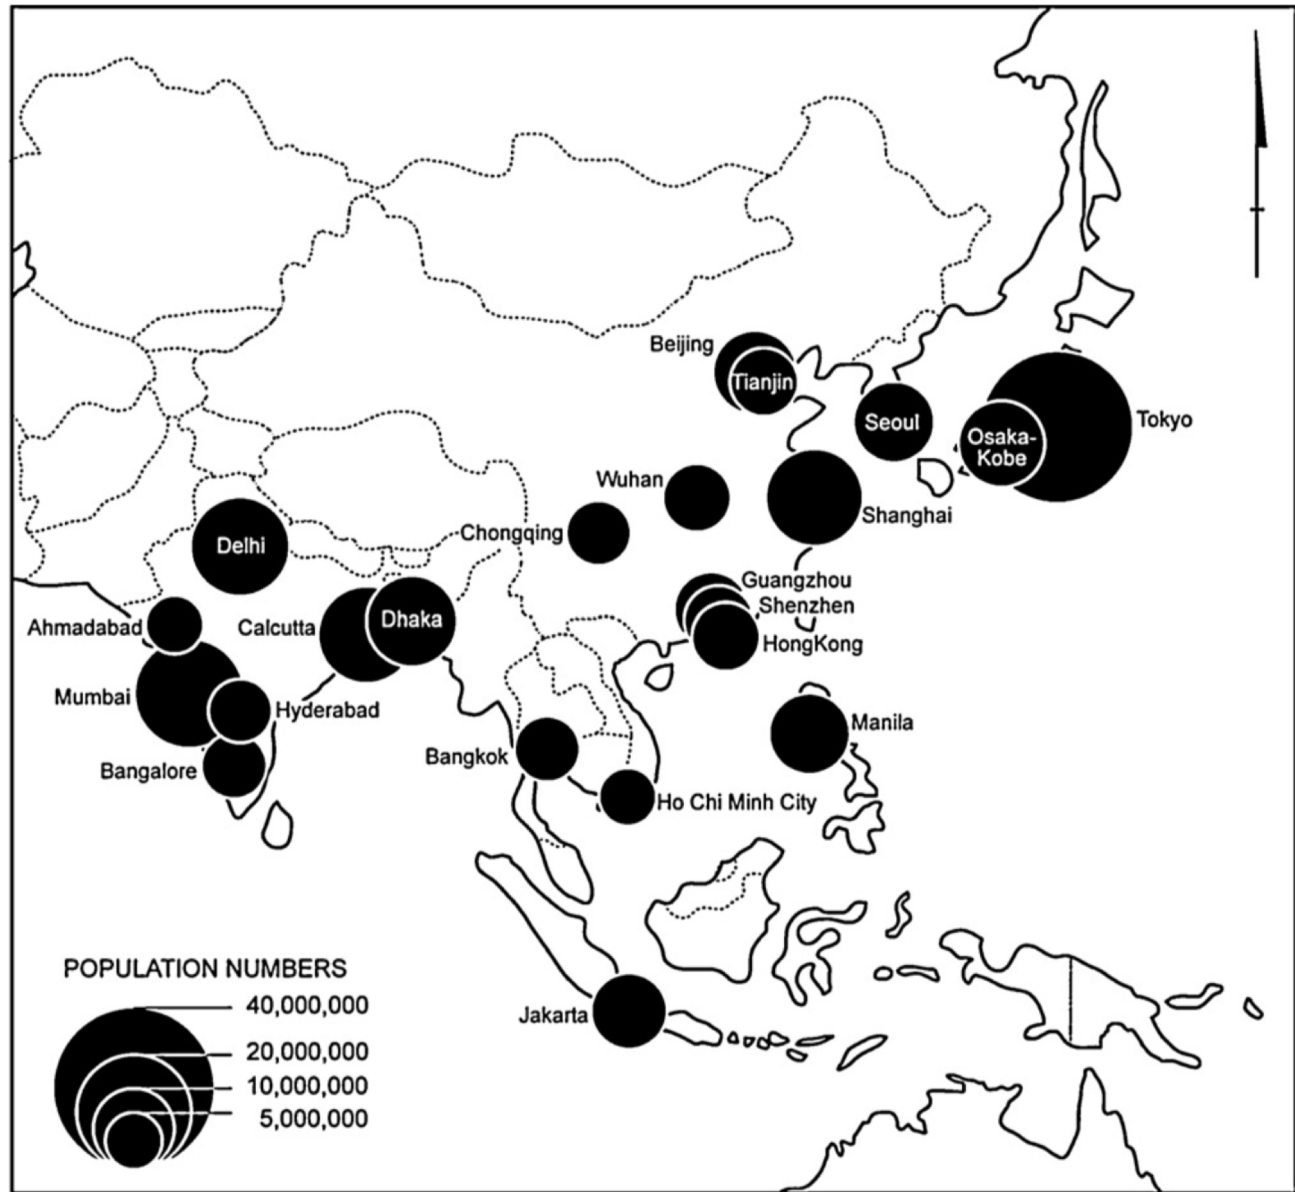 Beijing
Tianjin
Seoul
Osaka-
Kobe
Tokyo
Wuhan
Shanghai
Chongqing
Delhi
Guangzhou
Shenzhen
HongKong
Ahmadabad
Calcutta
Dhaka
Mumbai
Hyderabad
Bangalore
Bangkok
Manila
Ho Chi Minh City
Jakarta
POPULATION NUMBERS
40,000,000
20,000,000
10,000,000
5,000,000